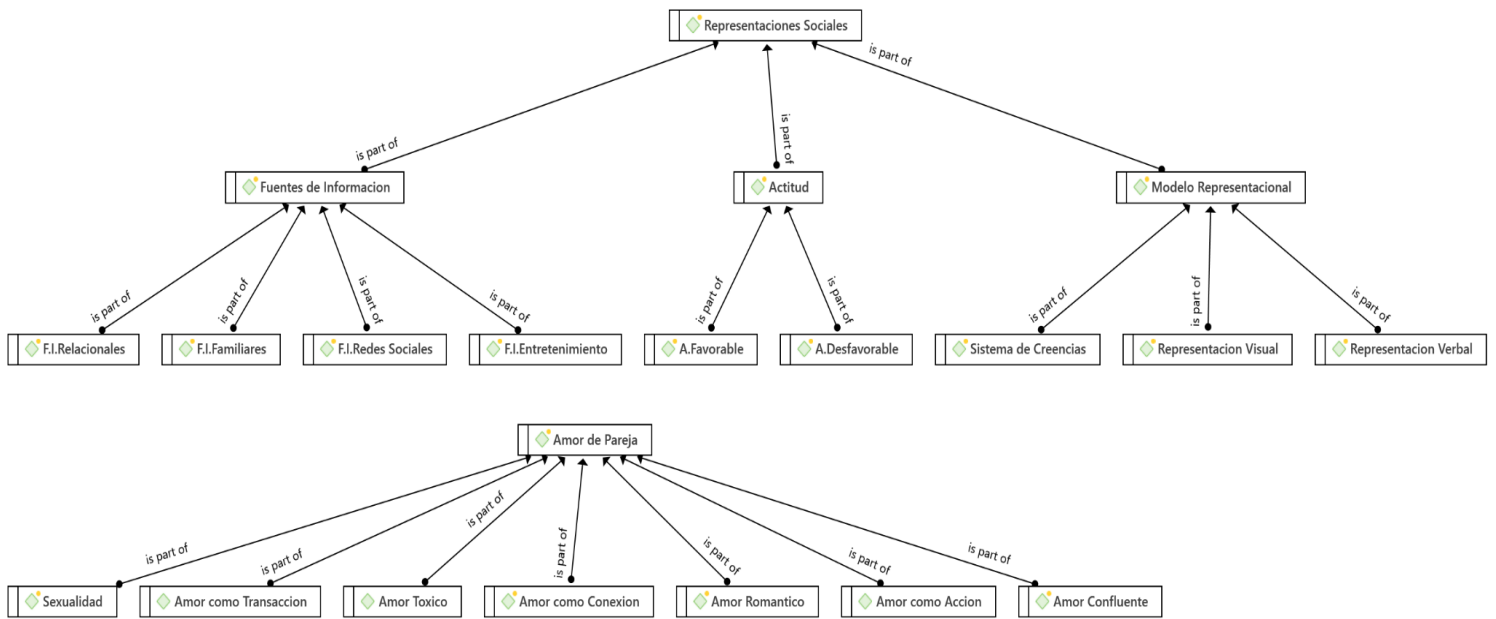 Representaciones Sociales
is part of
is part of
is part of
Fuentes de Informacion
Actitud
Modelo Representacional
is part of
is part of
is part of
is part of
is part of
is part of
is part of
is part of
is part of
F.I.Relacionales
F.I.Familiares
F.I.Redes Sociales
F.I.Entretenimiento
A.Favorable
A.Desfavorable
Sistema de Creencias
Representacion Visual
Representacion Verbal
Amor de Pareja
is part of
is part of
is part of
is part of
is part of
is part of
is part of
Sexualidad
Amor como Transaccion
Amor Toxico
Amor como Conexion
Amor Romantico
Amor como Accion
Amor Confluente